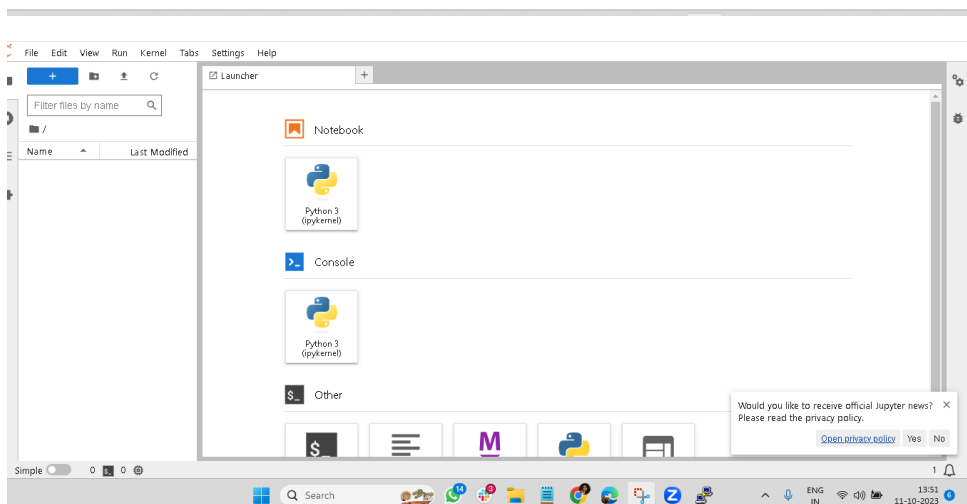 File Edit View Run Kernel Tabs Settings Help
+
Launcher
+
Filter files by name
/
Name
Last Modified
Notebook
Python 3
(ipykernel)
Console
Python 3
(ipykernel)
$_ Other
$_
M
Would you like to receive official Jupyter news?
Please read the privacy policy.
Open privacy policy Yes No
Simple 0 $_ 0
1
Search
14
ENG
IN
13:51
11-10-2023
6